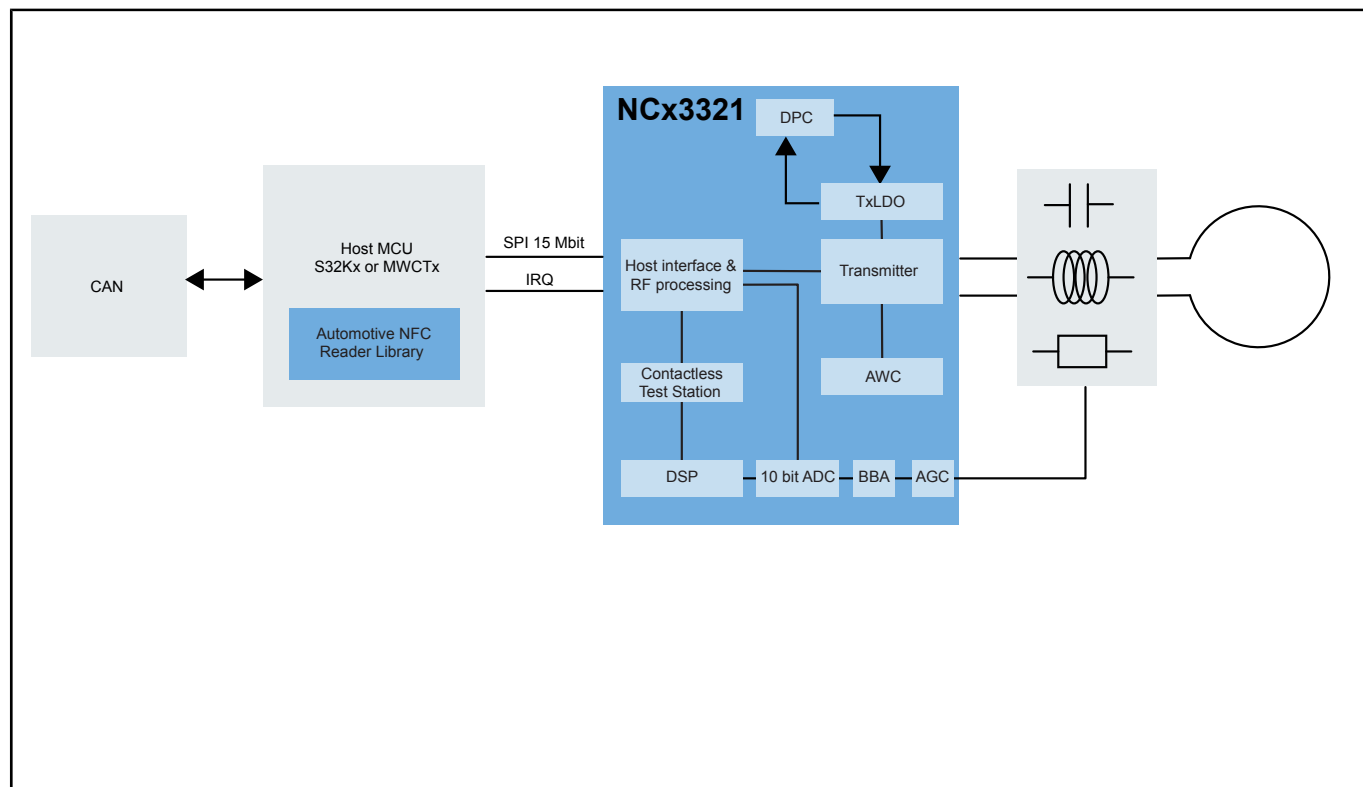 NCx3321
DPC
TxLDO
Host MCU
S32Kx or MWCTx
SPI 15 Mbit
Host interface &
RF processing
Transmitter
CAN
IRQ
Automotive NFC
Reader Library
Contactless
Test Station
AWC
DSP
10 bit ADC
BBA
AGC